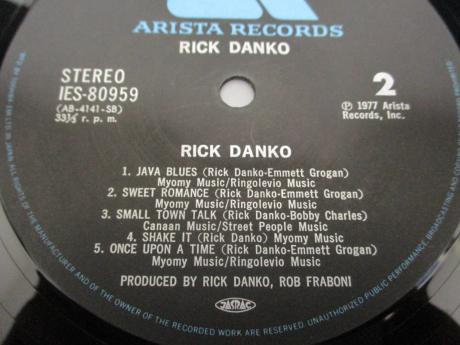 ARISTA RECORDS
RICK DANKO
STEREO
IES-80959
(AB-4141-SB)
33⅓ r. p. m.
2
Ⓟ 1977 Arista
Records, Inc.
RICK DANKO
1. JAVA BLUES (Rick Danko-Emmett Grogan)
Myomy Music/Ringolevio Music
2. SWEET ROMANCE (Rick Danko-Emmett Grogan)
Myomy Music/Ringolevio Music
3. SMALL TOWN TALK (Rick Danko-Bobby Charles)
Canaan Music/Street People Music
4. SHAKE IT (Rick Danko) Myomy Music
5. ONCE UPON A TIME (Rick Danko-Emmett Grogan)
Myomy Music/Ringolevio Music
PRODUCED BY RICK DANKO, ROB FRABONI
JASRAC
ALL RIGHTS OF THE MANUFACTURER AND OF THE OWNER OF THE RECORDED WORK ARE RESERVED. UNAUTHORIZED PUBLIC PERFORMANCE, BROADCASTING AND